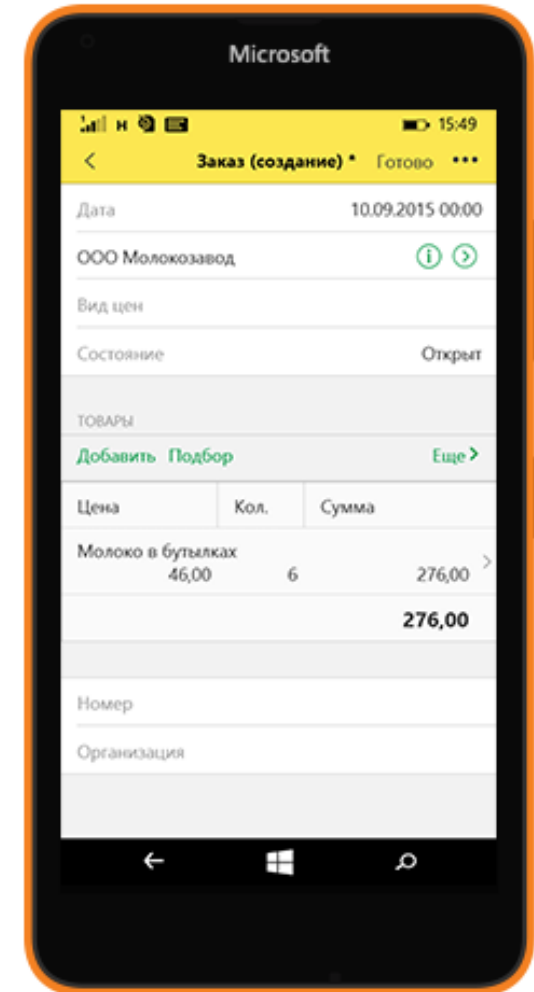 Microsoft
H 15:49
Заказ (создание) * Готово •••
Дата 10.09.2015 00:00
ООО Молокозавод
Вид цен
Состояние Открыт
ТОВАРЫ
Добавить Подбор Еще
Цена Кол. Сумма
Молоко в бутылках
46,00 6 276,00
276,00
Номер
Организация